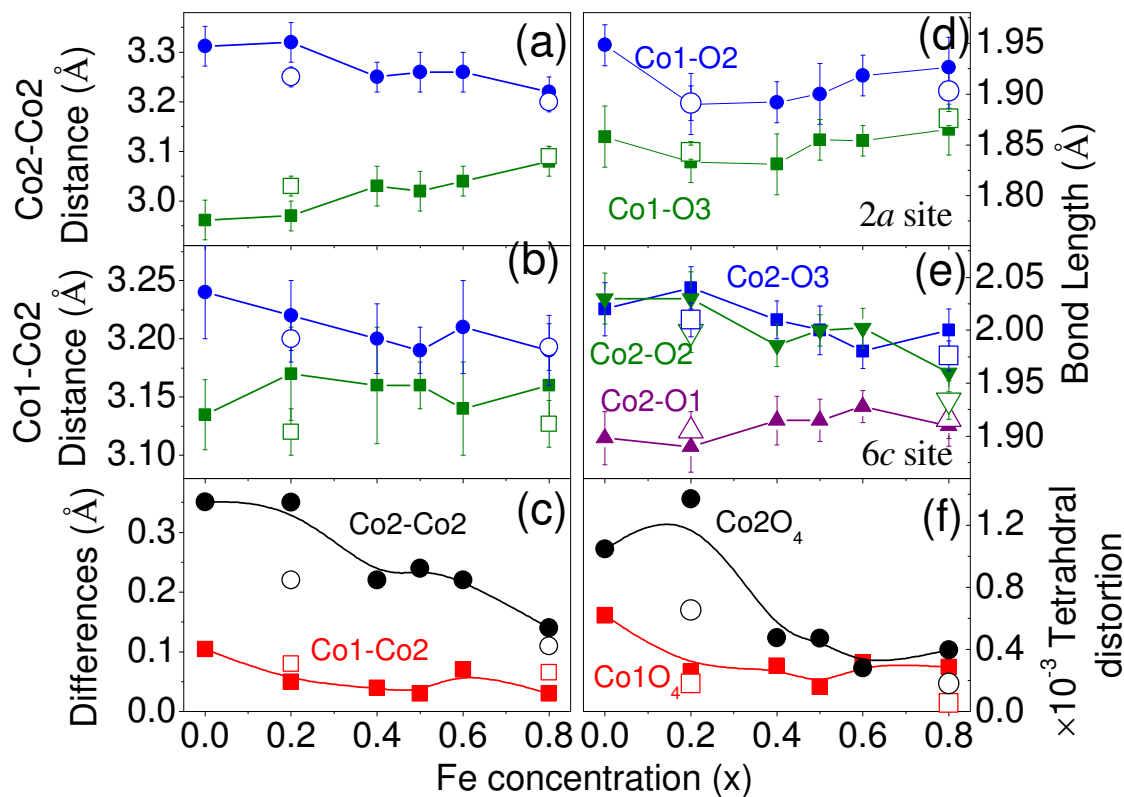 (a)
3.3
3.2
3.1
3.0
Co2-Co2
Distance (Å)
(b)
3.25
3.20
3.15
3.10
Co1-Co2
Distance (Å)
(c)
0.3
0.2
0.1
0.0
Differences (Å)
Co2-Co2
Co1-Co2
0.0 0.2 0.4 0.6 0.8
(d)
Co1-O2
Co1-O3
2a site
1.95
1.90
1.85
1.80
Bond Length (Å)
(e)
Co2-O3
Co2-O2
Co2-O1
6c site
2.05
2.00
1.95
1.90
(f)
Co2O4
Co1O4
1.2
0.8
0.4
0.0
×10-3 Tetrahdral
distortion
0.0 0.2 0.4 0.6 0.8
Fe concentration (x)